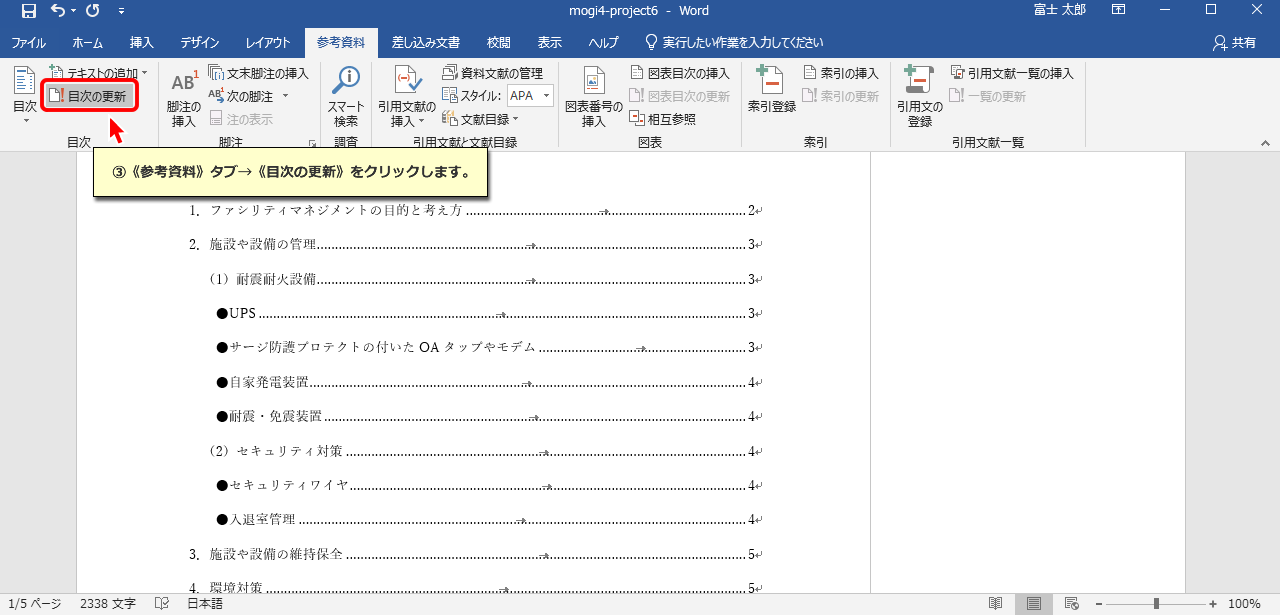 mogi4-project6 - Word
富士 太郎
ファイル ホーム 挿入 デザイン レイアウト 参考資料 差し込み文書 校閲 表示 ヘルプ 実行したい作業を入力してください 共有
目次
テキストの追加
目次の更新
目次
AB1
脚注の
挿入
文末脚注の挿入
AB1 次の脚注
注の表示
脚注
スマート
検索
調査
引用文献の
挿入
資料文献の管理
スタイル: APA
文献目録
引用文献と文献目録
図表番号の
挿入
図表目次の挿入
図表目次の更新
相互参照
図表
索引登録
索引の挿入
索引の更新
索引
引用文の
登録
引用文献一覧の挿入
一覧の更新
引用文献一覧
③《参考資料》タブ→《目次の更新》をクリックします。
1. ファシリティマネジメントの目的と考え方 → 2↵
2. 施設や設備の管理 → 3↵
(1) 耐震耐火設備 → 3↵
●UPS → 3↵
●サージ防護プロテクトの付いた OA タップやモデム → 3↵
●自家発電装置 → 4↵
●耐震・免震装置 → 4↵
(2) セキュリティ対策 → 4↵
●セキュリティワイヤ → 4↵
●入退室管理 → 4↵
3. 施設や設備の維持保全 → 5↵
4. 環境対策 → 5↵
1/5 ページ 2338 文字 日本語 100%